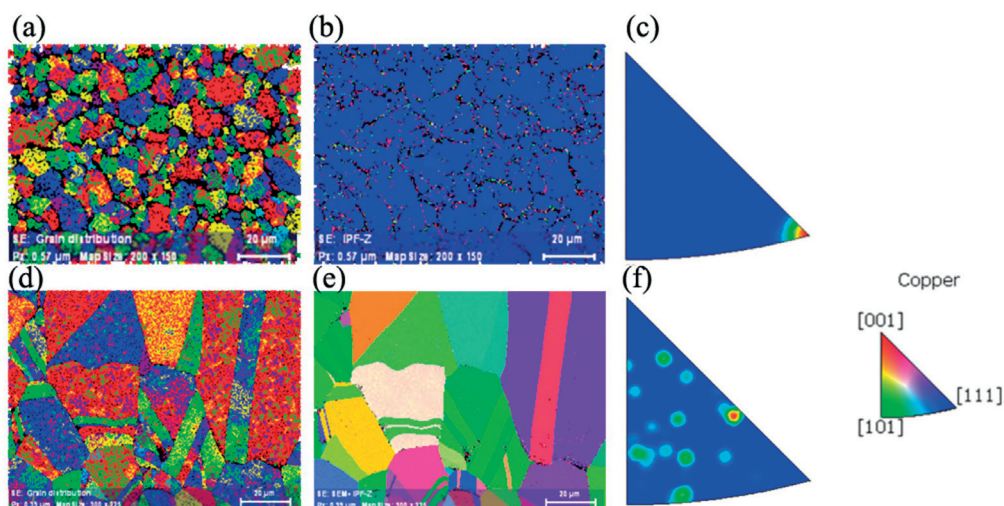 (a)
(b)
(c)
SE: Grain distribution
20 µm
Px: 0.57 µm Map Size: 200 x 150
SE: IPF-Z
20 µm
Px: 0.57 µm Map Size: 200 x 150
(d)
(e)
(f)
Copper
[001]
[111]
[101]
SE: Grain distribution
20 µm
SE: SEM+ IPF-Z
20 µm